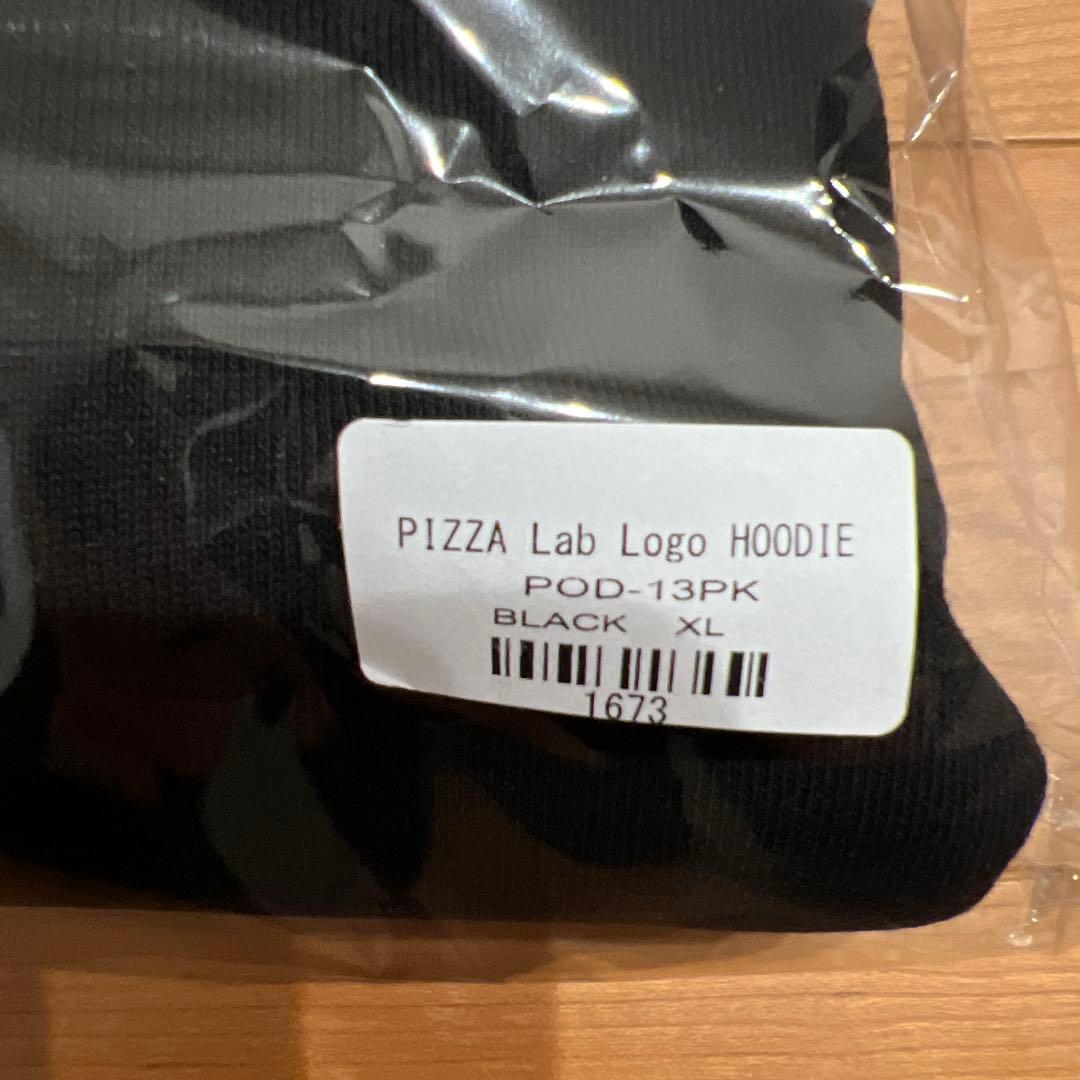 PIZZA Lab Logo HOODIE
POD-13PK
BLACK XL
1673